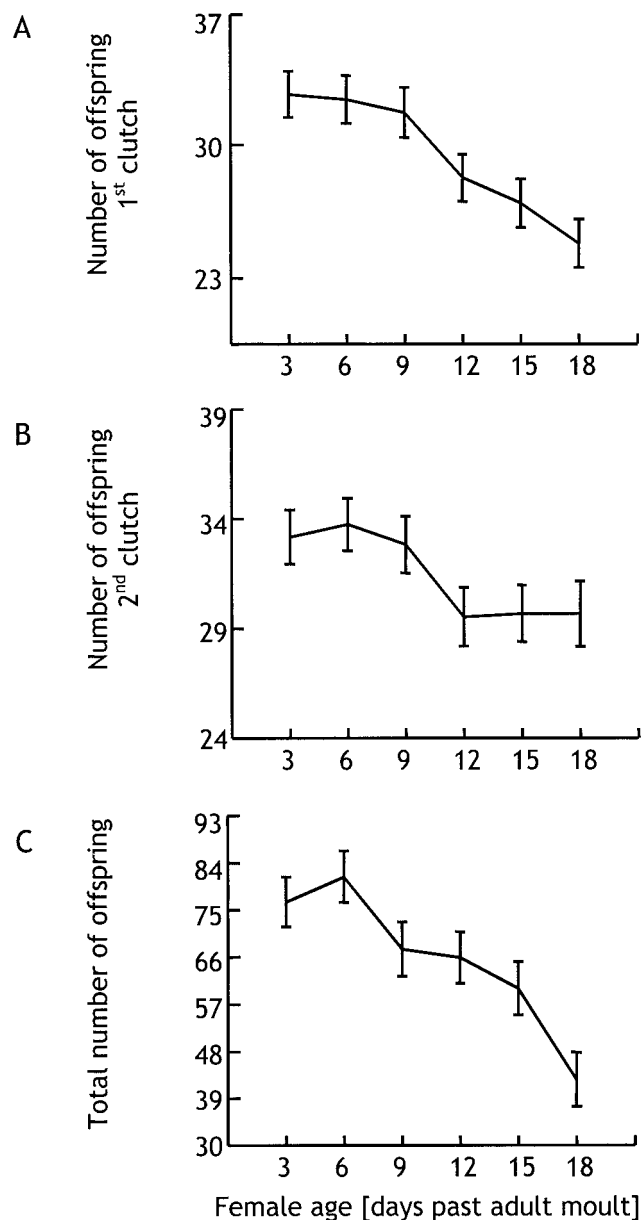 A
Number of offspring
1st clutch
37
30
23
3 6 9 12 15 18
B
Number of offspring
2nd clutch
39
34
29
24
3 6 9 12 15 18
C
Total number of offspring
93
84
75
66
57
48
39
30
3 6 9 12 15 18
Female age [days past adult moult]